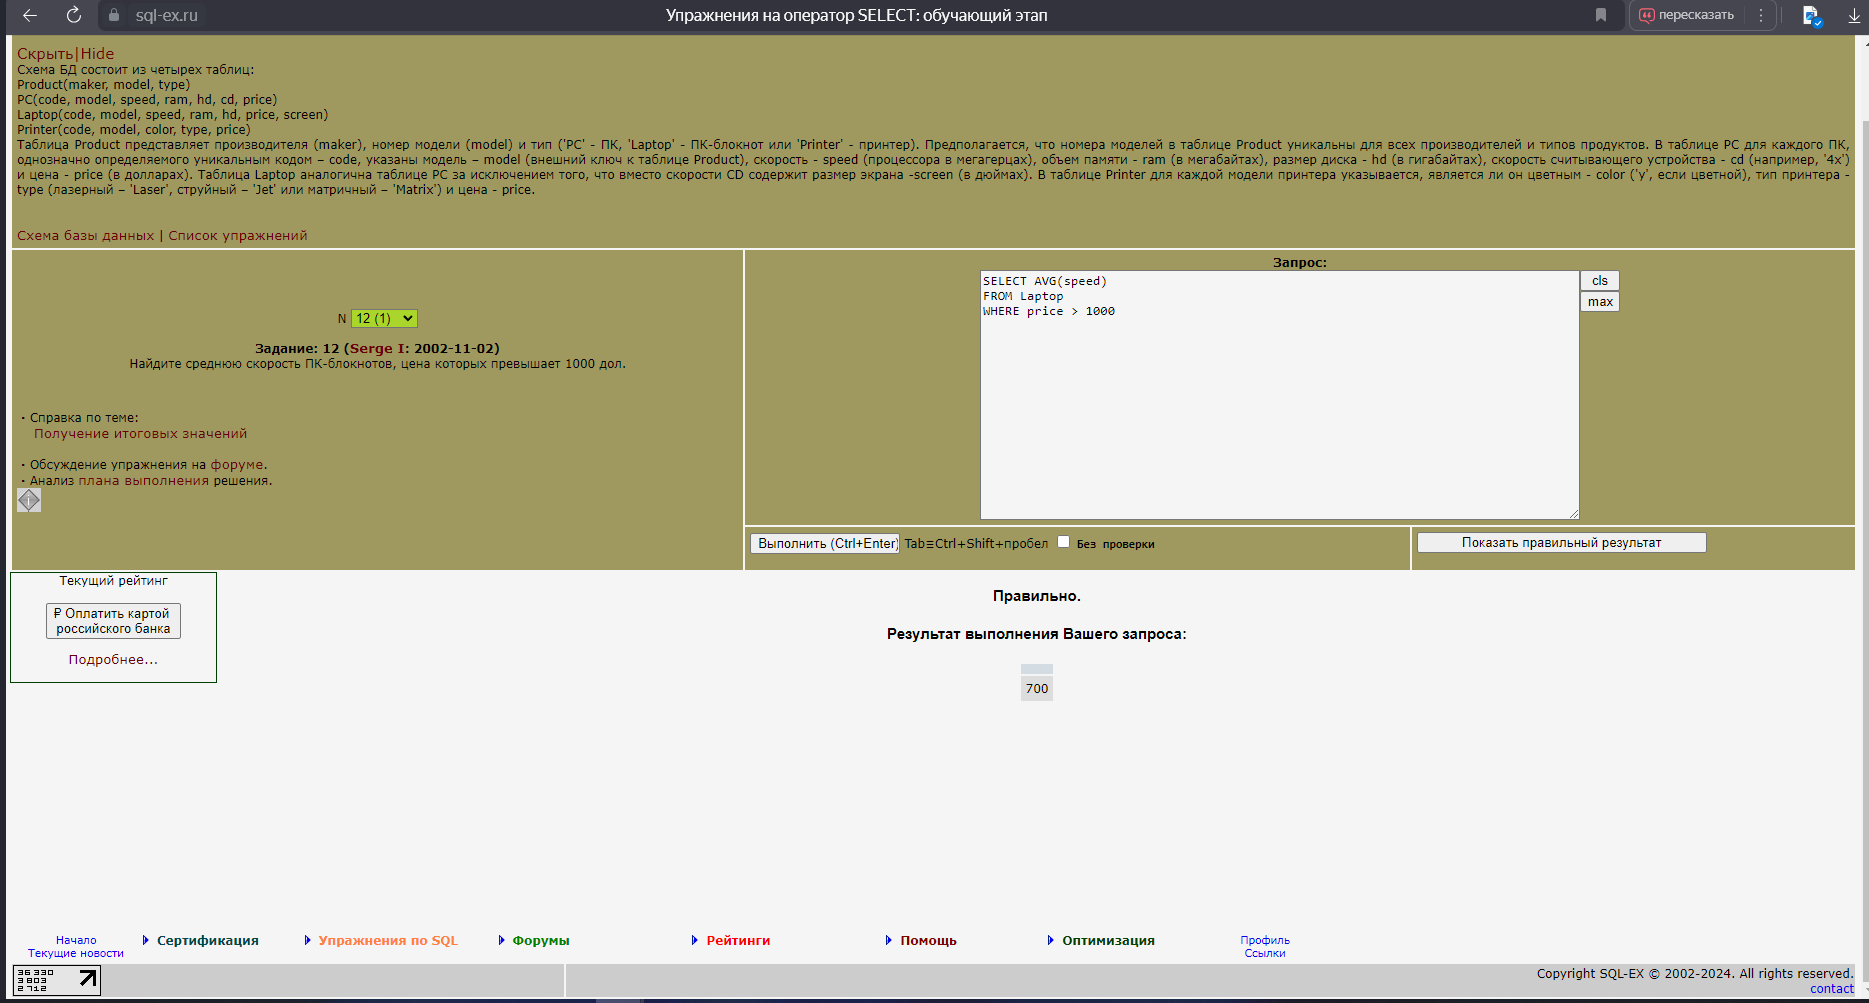 sql-ex.ru
Упражнения на оператор SELECT: обучающий этап
пересказать
Скрыть|Hide
Схема БД состоит из четырех таблиц:
Product(maker, model, type)
PC(code, model, speed, ram, hd, cd, price)
Laptop(code, model, speed, ram, hd, price, screen)
Printer(code, model, color, type, price)
Таблица Product представляет производителя (maker), номер модели (model) и тип ('PC' - ПК, 'Laptop' - ПК-блокнот или 'Printer' - принтер). Предполагается, что номера моделей в таблице Product уникальны для всех производителей и типов продуктов. В таблице PC для каждого ПК,
однозначно определяемого уникальным кодом – code, указаны модель – model (внешний ключ к таблице Product), скорость - speed (процессора в мегагерцах), объем памяти - ram (в мегабайтах), размер диска - hd (в гигабайтах), скорость считывающего устройства - cd (например, '4x')
и цена - price (в долларах). Таблица Laptop аналогична таблице РС за исключением того, что вместо скорости CD содержит размер экрана -screen (в дюймах). В таблице Printer для каждой модели принтера указывается, является ли он цветным - color ('y', если цветной), тип принтера -
type (лазерный – 'Laser', струйный – 'Jet' или матричный – 'Matrix') и цена - price.
Схема базы данных | Список упражнений
N 12 (1)
Задание: 12 (Serge I: 2002-11-02)
Найдите среднюю скорость ПК-блокнотов, цена которых превышает 1000 дол.
· Справка по теме:
Получение итоговых значений
· Обсуждение упражнения на форуме.
· Анализ плана выполнения решения.
Запрос:
SELECT AVG(speed)
FROM Laptop
WHERE price > 1000
cls
max
Выполнить (Ctrl+Enter) Tab≡Ctrl+Shift+пробел Без проверки
Показать правильный результат
Текущий рейтинг
₽ Оплатить картой
российского банка
Подробнее...
Правильно.
Результат выполнения Вашего запроса:
700
Начало
Текущие новости
Сертификация
Упражнения по SQL
Форумы
Рейтинги
Помощь
Оптимизация
Профиль
Ссылки
36 330
3 803
2 712
Copyright SQL-EX © 2002-2024. All rights reserved.
contact